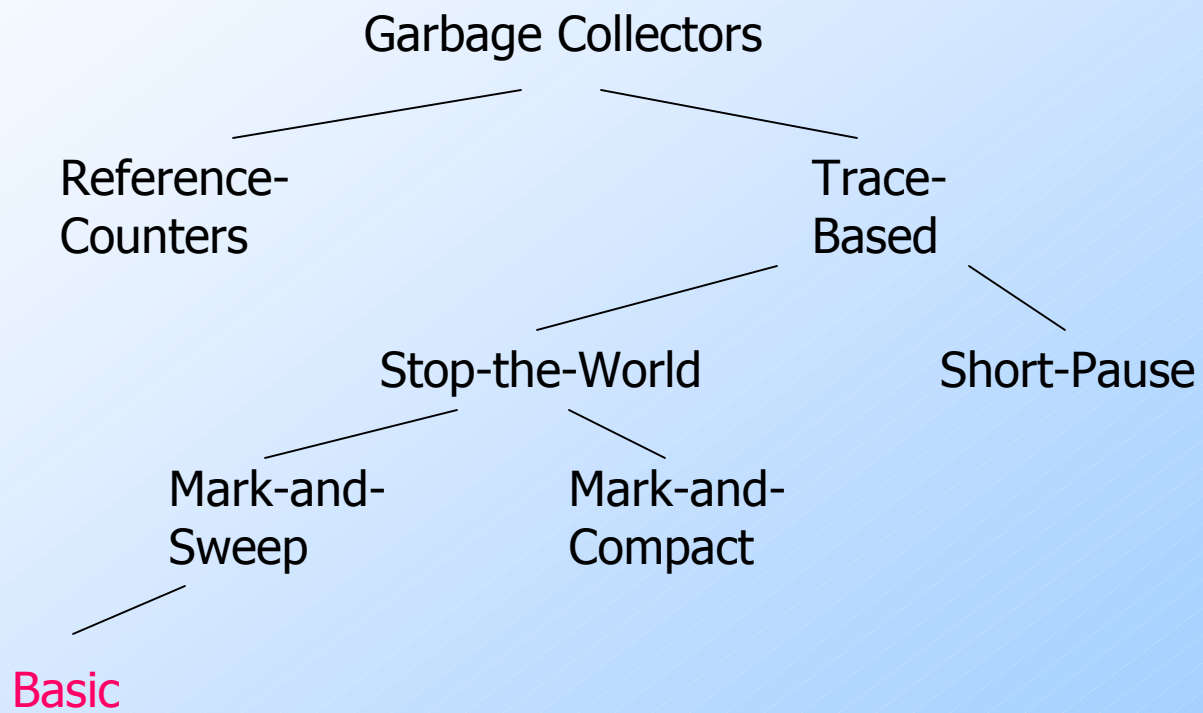 Garbage Collectors
Reference-
Counters
Trace-
Based
Stop-the-World
Short-Pause
Mark-and-
Sweep
Mark-and-
Compact
Basic